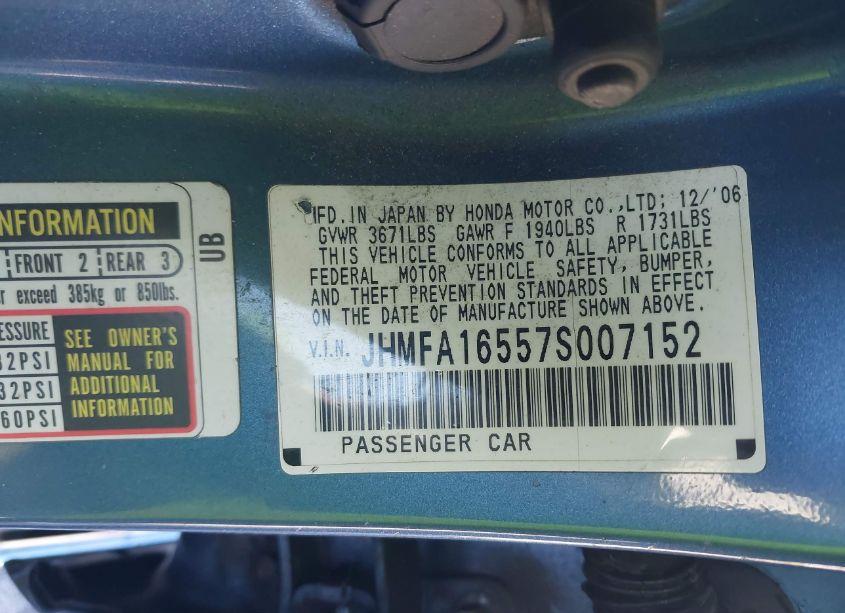 INFORMATION
FRONT 2 REAR 3
exceed 385kg or 850lbs.
32PSI
32PSI
60PSI
SEE OWNER'S
MANUAL FOR
ADDITIONAL
INFORMATION
UB
MFD. IN JAPAN BY HONDA MOTOR CO.,LTD; 12/'06
GVWR 3671LBS GAWR F 1940LBS R 1731LBS
THIS VEHICLE CONFORMS TO ALL APPLICABLE
FEDERAL MOTOR VEHICLE SAFETY, BUMPER,
AND THEFT PREVENTION STANDARDS IN EFFECT
ON THE DATE OF MANUFACTURE SHOWN ABOVE.
V.I.N. JHMFA16557S007152
PASSENGER CAR